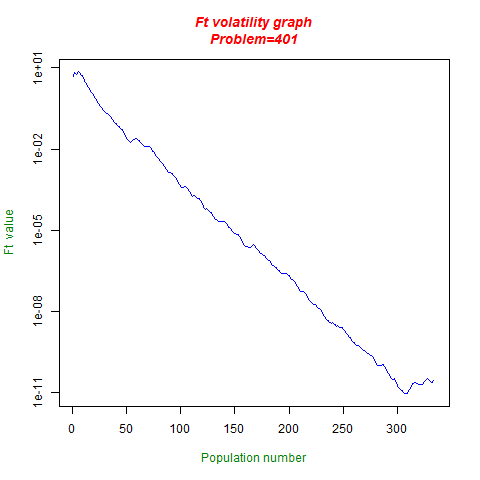 Ft volatility graph
Problem=401
1e+01
1e-02
1e-05
1e-08
1e-11
Ft value
0 50 100 150 200 250 300
Population number